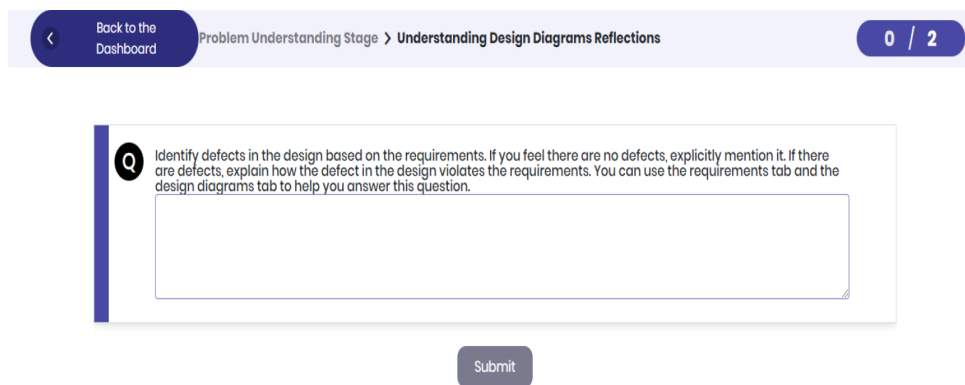 Back to the
Dashboard
Problem Understanding Stage > Understanding Design Diagrams Reflections
0 / 2
Q
Identify defects in the design based on the requirements. If you feel there are no defects, explicitly mention it. If there
are defects, explain how the defect in the design violates the requirements. You can use the requirements tab and the
design diagrams tab to help you answer this question.
Submit